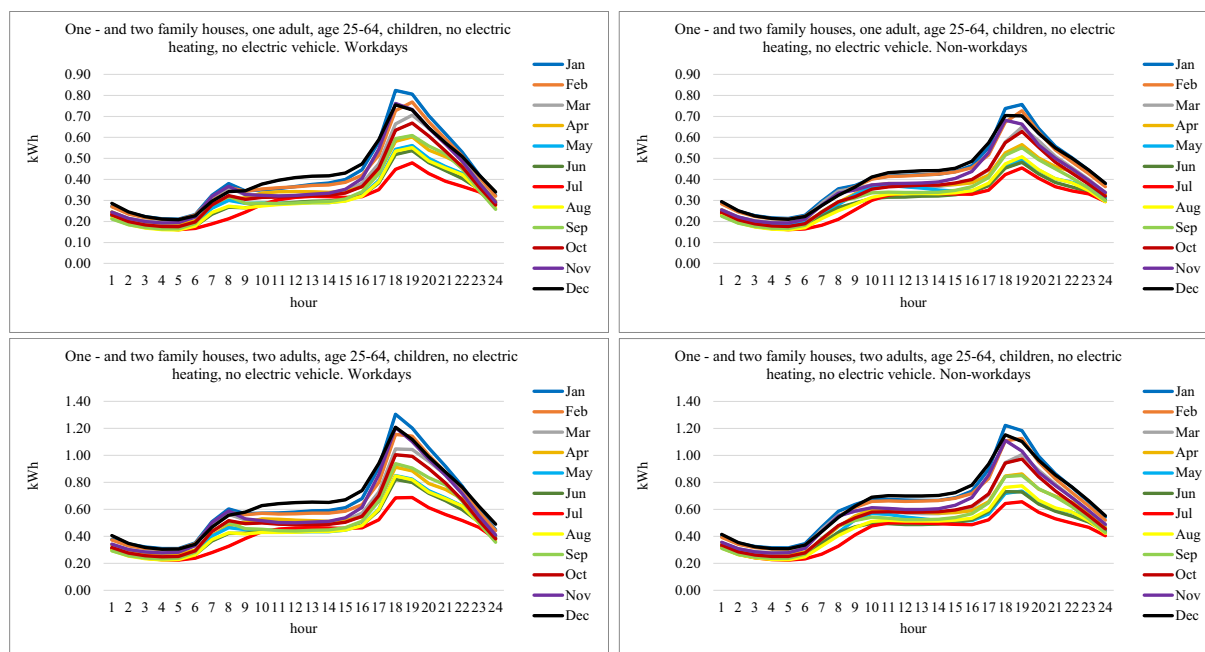 One - and two family houses, one adult, age 25-64, children, no electric
heating, no electric vehicle. Workdays
0.90
0.80
0.70
0.60
0.50
0.40
0.30
0.20
0.10
0.00
kWh
1 2 3 4 5 6 7 8 9 10 11 12 13 14 15 16 17 18 19 20 21 22 23 24
hour
Jan
Feb
Mar
Apr
May
Jun
Jul
Aug
Sep
Oct
Nov
Dec
One - and two family houses, one adult, age 25-64, children, no electric
heating, no electric vehicle. Non-workdays
0.90
0.80
0.70
0.60
0.50
0.40
0.30
0.20
0.10
0.00
kWh
1 2 3 4 5 6 7 8 9 10 11 12 13 14 15 16 17 18 19 20 21 22 23 24
hour
Jan
Feb
Mar
Apr
May
Jun
Jul
Aug
Sep
Oct
Nov
Dec
One - and two family houses, two adults, age 25-64, children, no electric
heating, no electric vehicle. Workdays
1.40
1.20
1.00
0.80
0.60
0.40
0.20
0.00
kWh
1 2 3 4 5 6 7 8 9 10 11 12 13 14 15 16 17 18 19 20 21 22 23 24
hour
Jan
Feb
Mar
Apr
May
Jun
Jul
Aug
Sep
Oct
Nov
Dec
One - and two family houses, two adults, age 25-64, children, no electric
heating, no electric vehicle. Non-workdays
1.40
1.20
1.00
0.80
0.60
0.40
0.20
0.00
kWh
1 2 3 4 5 6 7 8 9 10 11 12 13 14 15 16 17 18 19 20 21 22 23 24
hour
Jan
Feb
Mar
Apr
May
Jun
Jul
Aug
Sep
Oct
Nov
Dec